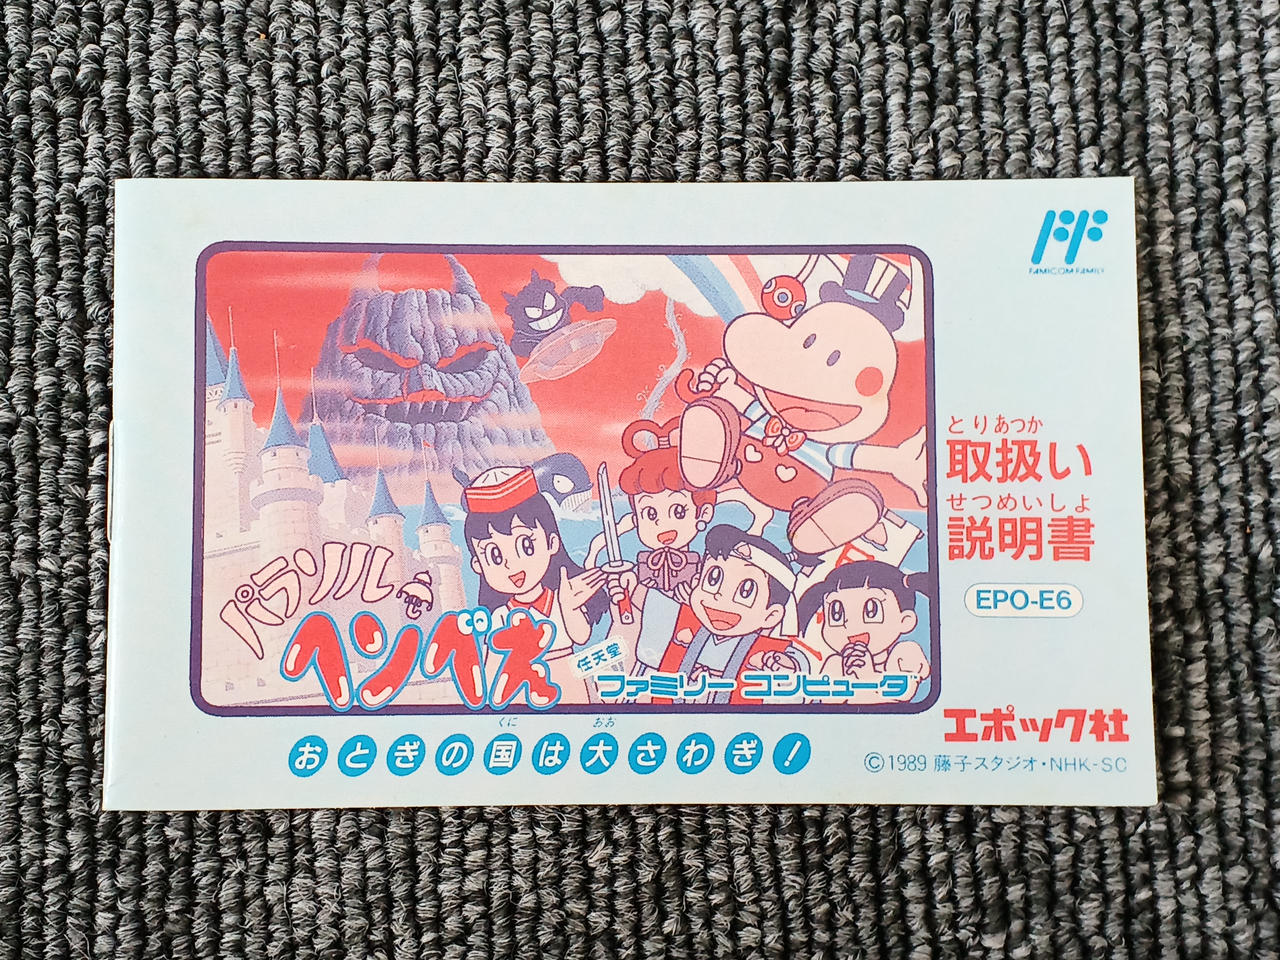 FAMICOM FAMILY
とりあつか
取扱い
せつめいしょ
説明書
EPO-E6
パラソル
ヘンべえ
任天堂
ファミリー コンピュータ
くに おお
おとぎの国は大さわぎ!
エポック社
©1989 藤子スタジオ・NHK-SC